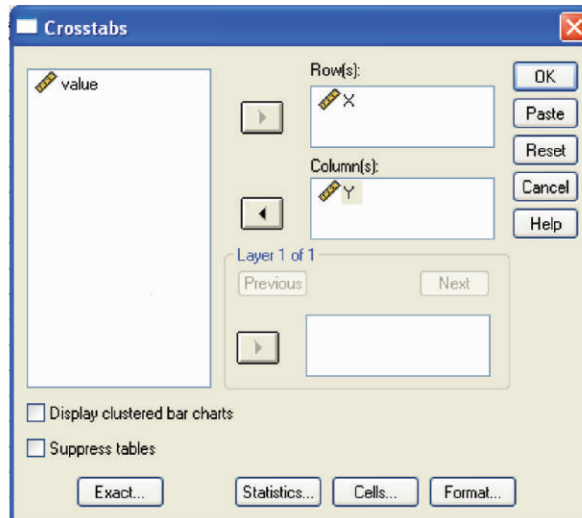 Crosstabs
value
Row(s):
X
Column(s):
Y
Layer 1 of 1
Previous
Next
OK
Paste
Reset
Cancel
Help
Display clustered bar charts
Suppress tables
Exact...
Statistics...
Cells...
Format...